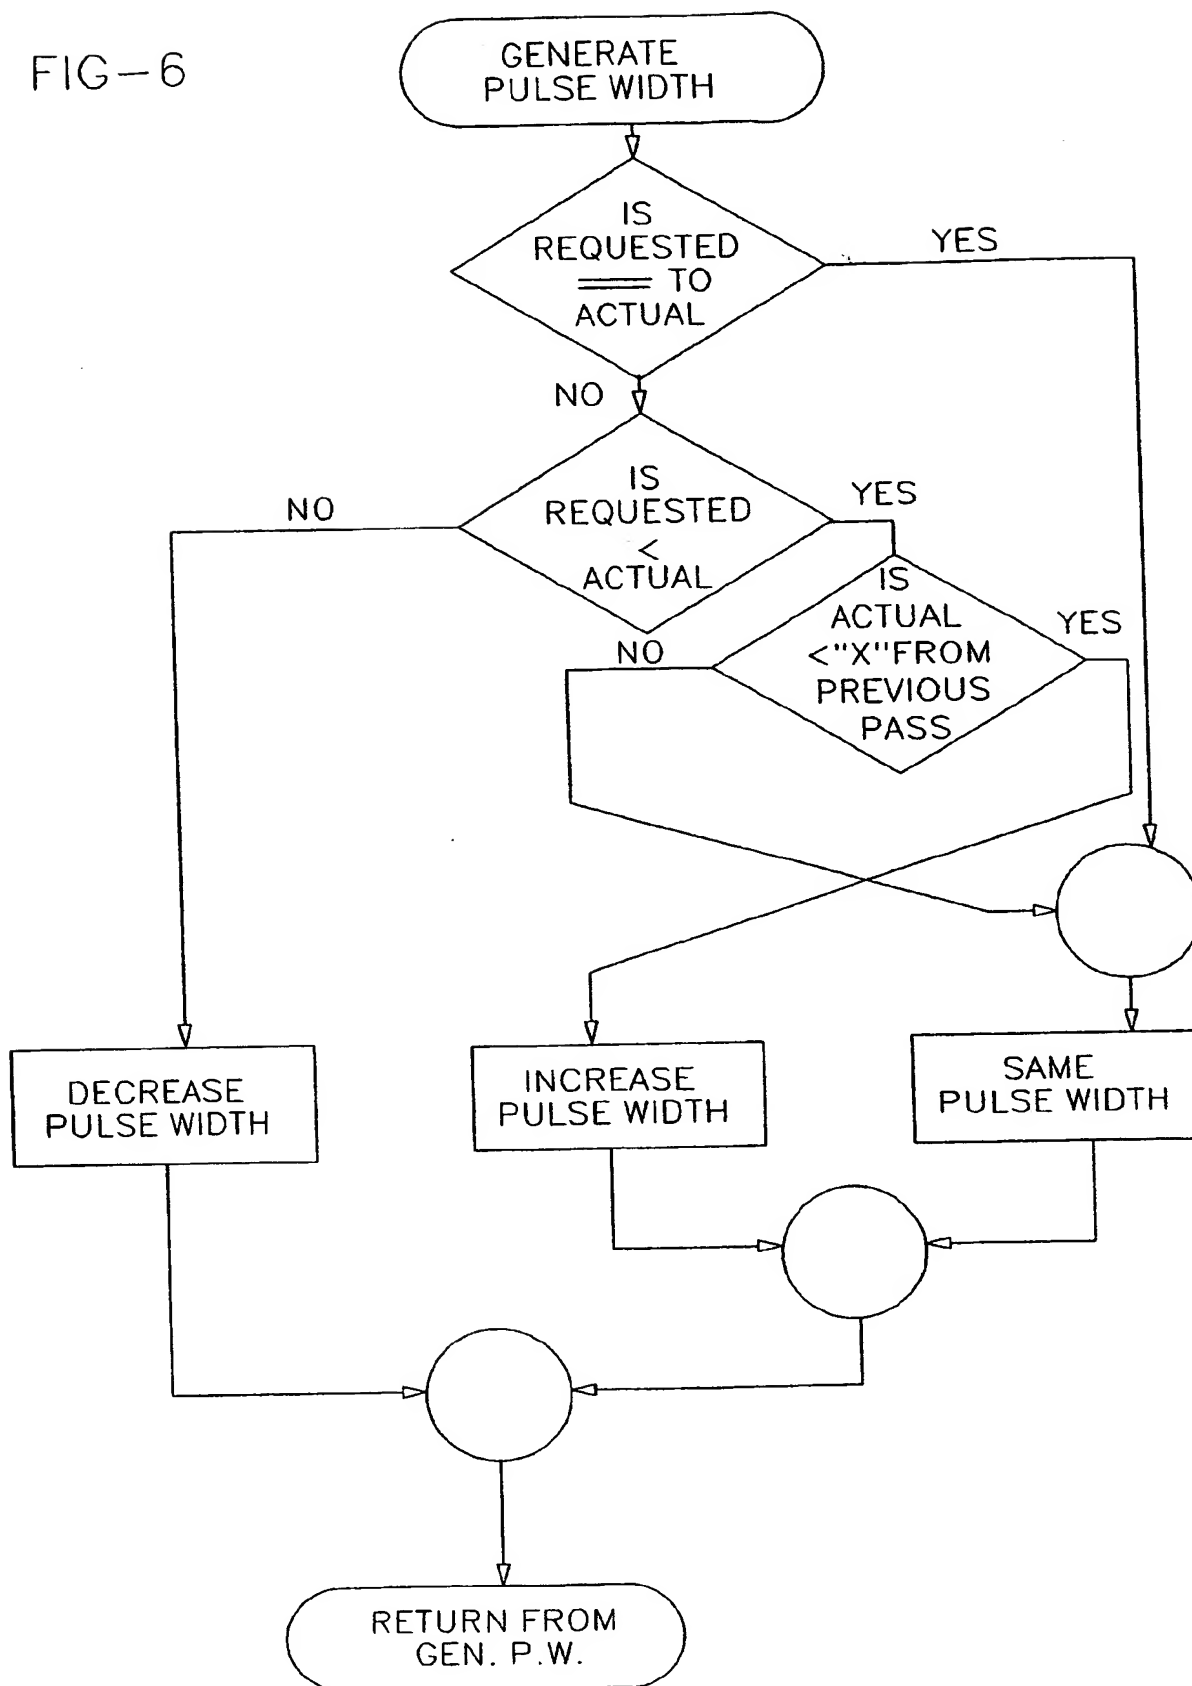 FIG-6
GENERATE
PULSE WIDTH
IS
REQUESTED
== TO
ACTUAL
YES
NO
IS
REQUESTED
<
ACTUAL
NO
YES
IS
ACTUAL
<"X"FROM
PREVIOUS
PASS
NO
YES
DECREASE
PULSE WIDTH
INCREASE
PULSE WIDTH
SAME
PULSE WIDTH
RETURN FROM
GEN. P.W.